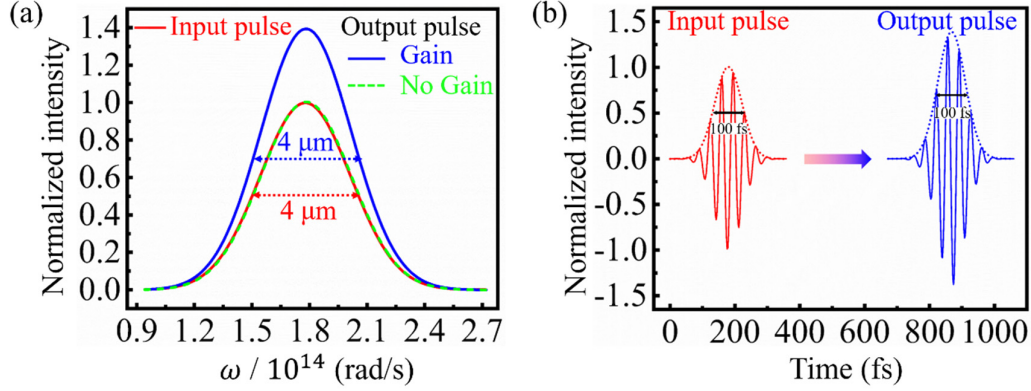 (a)
Normalized intensity
1.4
1.2
1.0
0.8
0.6
0.4
0.2
0.0
Input pulse
Output pulse
Gain
No Gain
4 μm
4 μm
0.9 1.2 1.5 1.8 2.1 2.4 2.7
ω / 10¹⁴ (rad/s)
(b)
Normalized intensity
1.5
1.0
0.5
0.0
-0.5
-1.0
-1.5
Input pulse
Output pulse
100 fs
100 fs
0 200 400 600 800 1000
Time (fs)